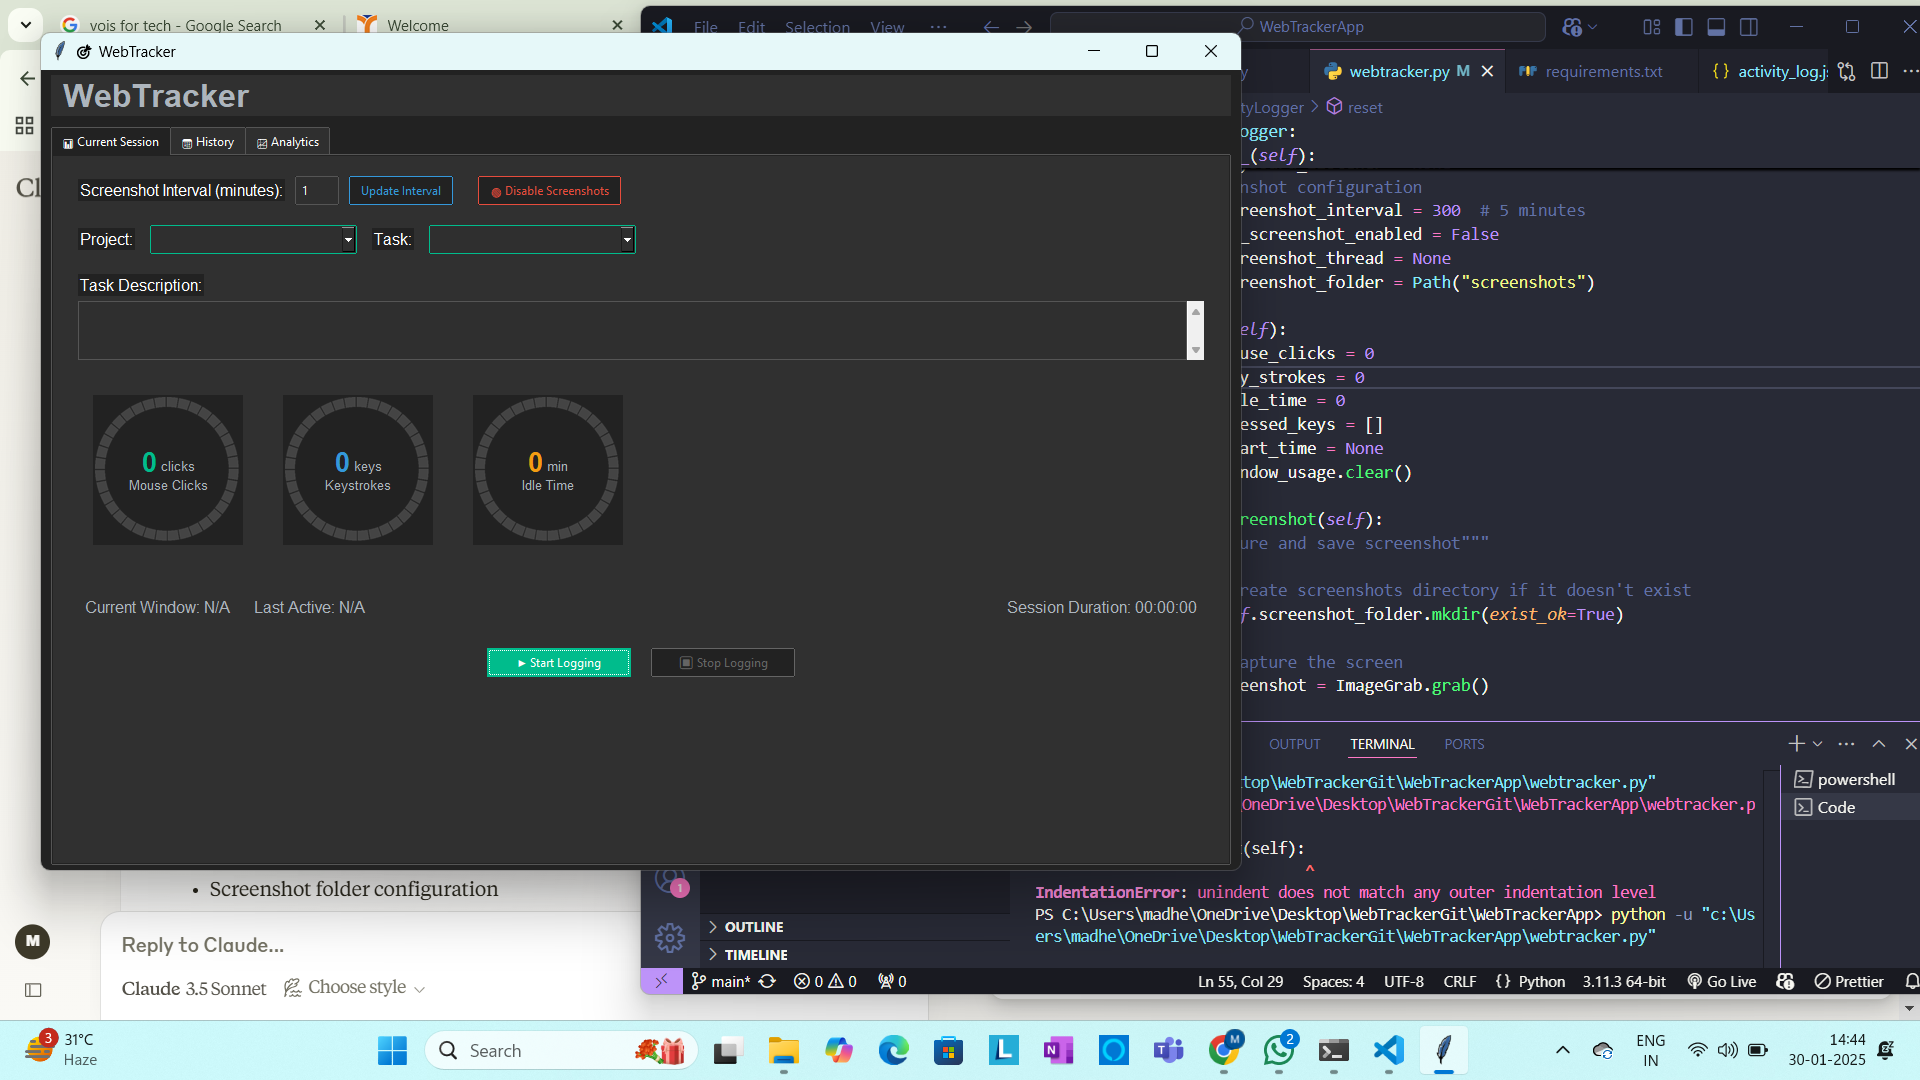 vois for tech - Google Search
Welcome
File Edit Selection View
WebTrackerApp
WebTracker
WebTracker
Current Session
History
Analytics
Screenshot Interval (minutes): 1
Update Interval
Disable Screenshots
Project:
Task:
Task Description:
0 clicks
Mouse Clicks
0 keys
Keystrokes
0 min
Idle Time
Current Window: N/A
Last Active: N/A
Session Duration: 00:00:00
Start Logging
Stop Logging
webtracker.py M
requirements.txt
activity_log.j
tyLogger > reset
ogger:
_(self):
nshot configuration
reenshot_interval = 300 # 5 minutes
_screenshot_enabled = False
reenshot_thread = None
reenshot_folder = Path("screenshots")
elf):
use_clicks = 0
y_strokes = 0
le_time = 0
essed_keys = []
art_time = None
ndow_usage.clear()
reenshot(self):
ure and save screenshot"""
reate screenshots directory if it doesn't exist
f.screenshot_folder.mkdir(exist_ok=True)
apture the screen
eenshot = ImageGrab.grab()
OUTPUT
TERMINAL
PORTS
top\WebTrackerGit\WebTrackerApp\webtracker.py"
OneDrive\Desktop\WebTrackerGit\WebTrackerApp\webtracker.p
(self):
^
IndentationError: unindent does not match any outer indentation level
PS C:\Users\madhe\OneDrive\Desktop\WebTrackerGit\WebTrackerApp> python -u "c:\Us
ers\madhe\OneDrive\Desktop\WebTrackerGit\WebTrackerApp\webtracker.py"
powershell
Code
Cl
• Screenshot folder configuration
M
Reply to Claude...
Claude 3.5 Sonnet
Choose style
1
OUTLINE
TIMELINE
main*
0 0
0
Ln 55, Col 29
Spaces: 4
UTF-8
CRLF
{} Python
3.11.3 64-bit
Go Live
Prettier
3
31°C
Haze
Search
M
2
ENG
IN
14:44
30-01-2025